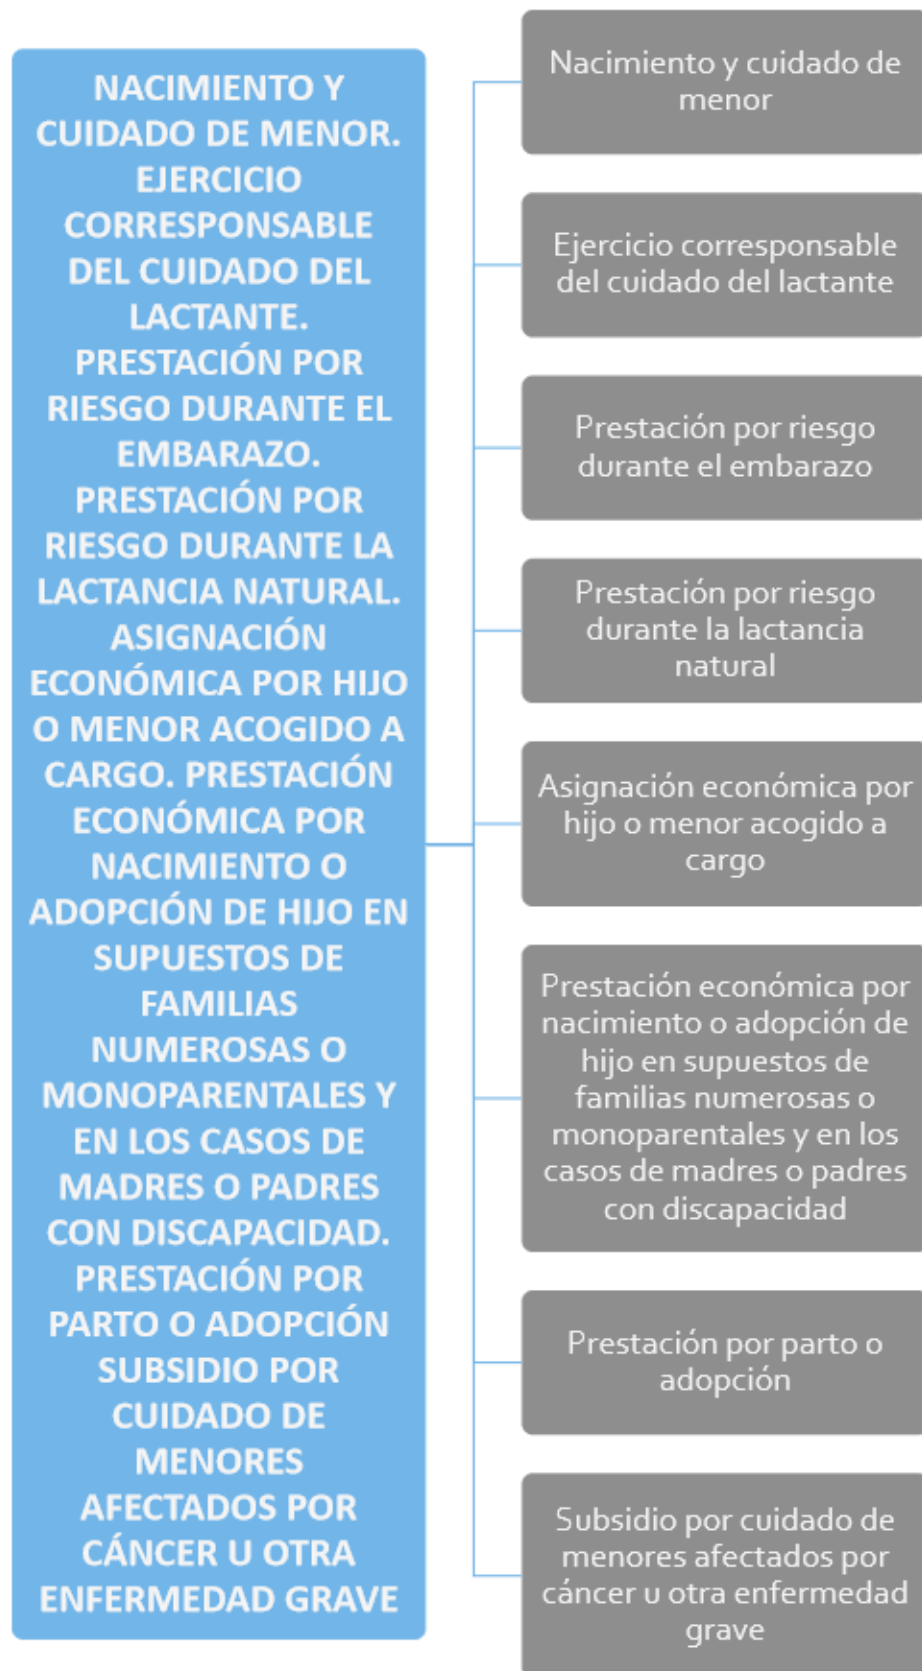 NACIMIENTO Y
CUIDADO DE MENOR.
EJERCICIO
CORRESPONSABLE
DEL CUIDADO DEL
LACTANTE.
PRESTACIÓN POR
RIESGO DURANTE EL
EMBARAZO.
PRESTACIÓN POR
RIESGO DURANTE LA
LACTANCIA NATURAL.
ASIGNACIÓN
ECONÓMICA POR HIJO
O MENOR ACOGIDO A
CARGO. PRESTACIÓN
ECONÓMICA POR
NACIMIENTO O
ADOPCIÓN DE HIJO EN
SUPUESTOS DE
FAMILIAS
NUMEROSAS O
MONOPARENTALES Y
EN LOS CASOS DE
MADRES O PADRES
CON DISCAPACIDAD.
PRESTACIÓN POR
PARTO O ADOPCIÓN
SUBSIDIO POR
CUIDADO DE
MENORES
AFECTADOS POR
CÁNCER U OTRA
ENFERMEDAD GRAVE
Nacimiento y cuidado de
menor
Ejercicio corresponsable
del cuidado del lactante
Prestación por riesgo
durante el embarazo
Prestación por riesgo
durante la lactancia
natural
Asignación económica por
hijo o menor acogido a
cargo
Prestación económica por
nacimiento o adopción de
hijo en supuestos de
familias numerosas o
monoparentales y en los
casos de madres o padres
con discapacidad
Prestación por parto o
adopción
Subsidio por cuidado de
menores afectados por
cáncer u otra enfermedad
grave